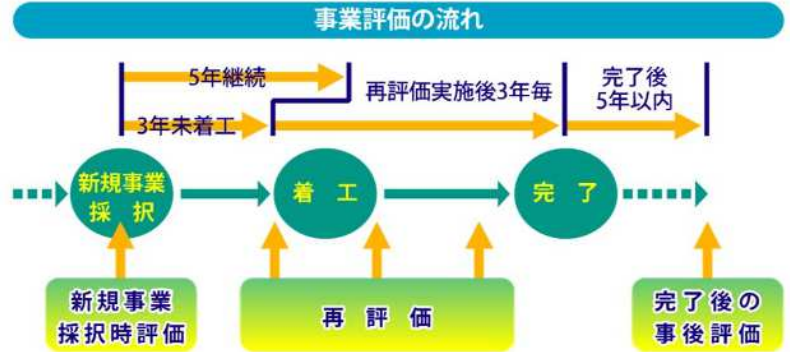 事業評価の流れ
5年継続
3年未着工
再評価実施後3年毎
完了後
5年以内
新規事業
採択
着工
完了
新規事業
採択時評価
再評価
完了後の
事後評価